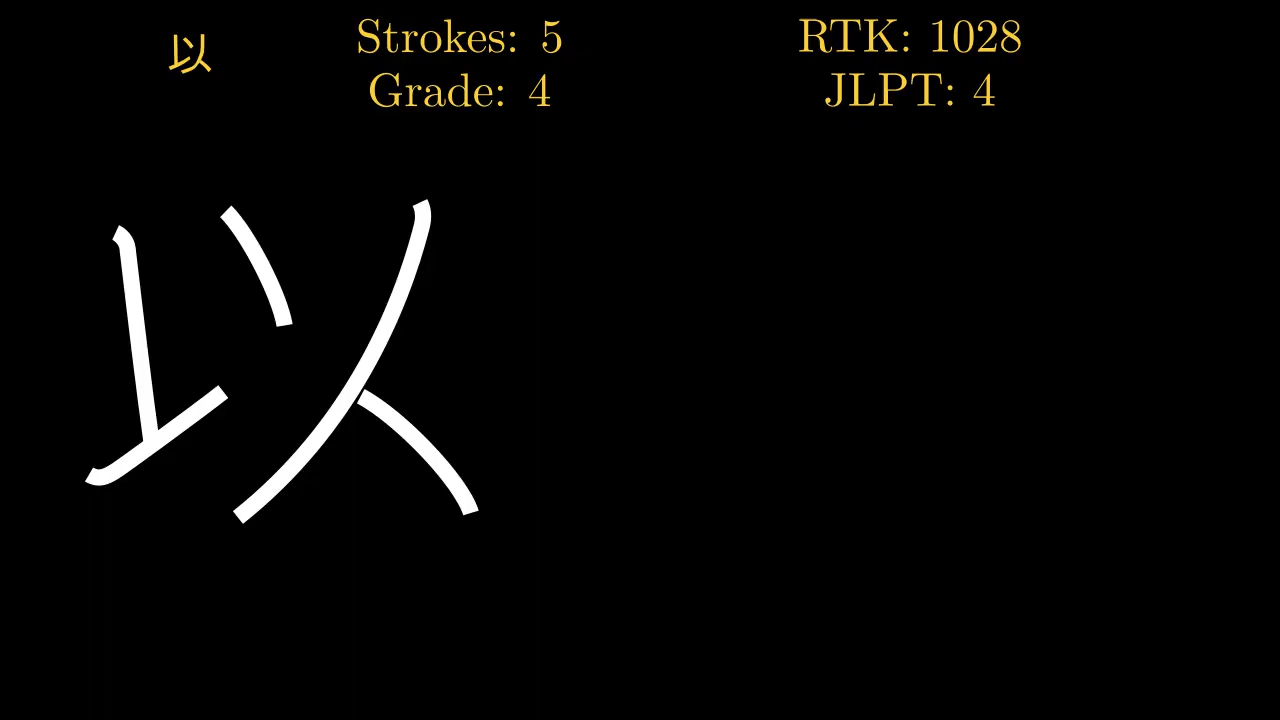 以
Strokes: 5
Grade: 4
RTK: 1028
JLPT: 4
以